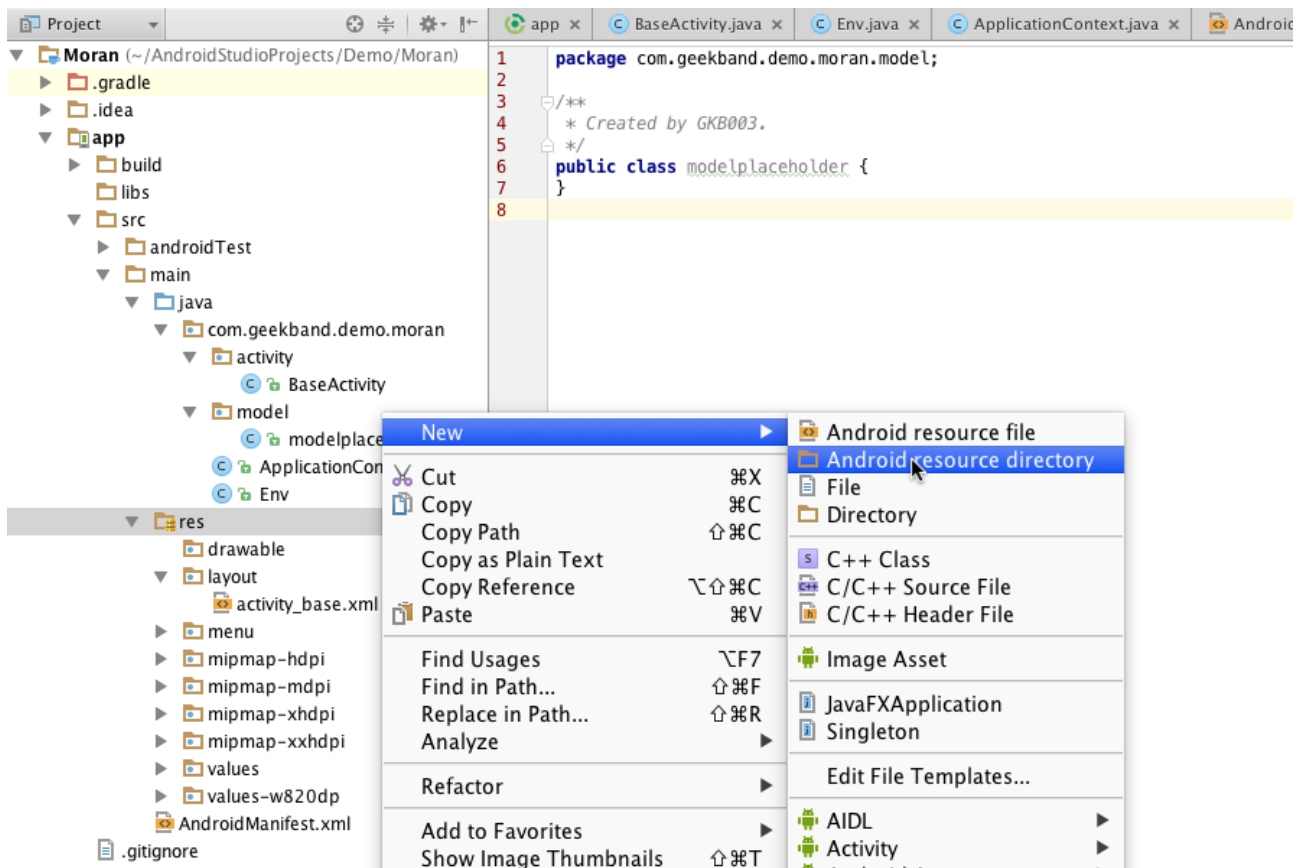 Project
app
BaseActivity.java
Env.java
ApplicationContext.java
Moran (~/AndroidStudioProjects/Demo/Moran)
.gradle
.idea
app
build
libs
src
androidTest
main
java
com.geekband.demo.moran
activity
BaseActivity
model
modelplace
ApplicationCon
Env
res
drawable
layout
activity_base.xml
menu
mipmap-hdpi
mipmap-mdpi
mipmap-xhdpi
mipmap-xxhdpi
values
values-w820dp
AndroidManifest.xml
.gitignore
1 package com.geekband.demo.moran.model;
2
3 /**
4 * Created by GKB003.
5 */
6 public class modelplaceholder {
7 }
8
New
Cut ⌘X
Copy ⌘C
Copy Path ⇧⌘C
Copy as Plain Text
Copy Reference ⌥⇧⌘C
Paste ⌘V
Find Usages ⌥F7
Find in Path... ⇧⌘F
Replace in Path... ⇧⌘R
Analyze
Refactor
Add to Favorites
Show Image Thumbnails ⇧⌘T
Android resource file
Android resource directory
File
Directory
C++ Class
C/C++ Source File
C/C++ Header File
Image Asset
JavaFXApplication
Singleton
Edit File Templates...
AIDL
Activity